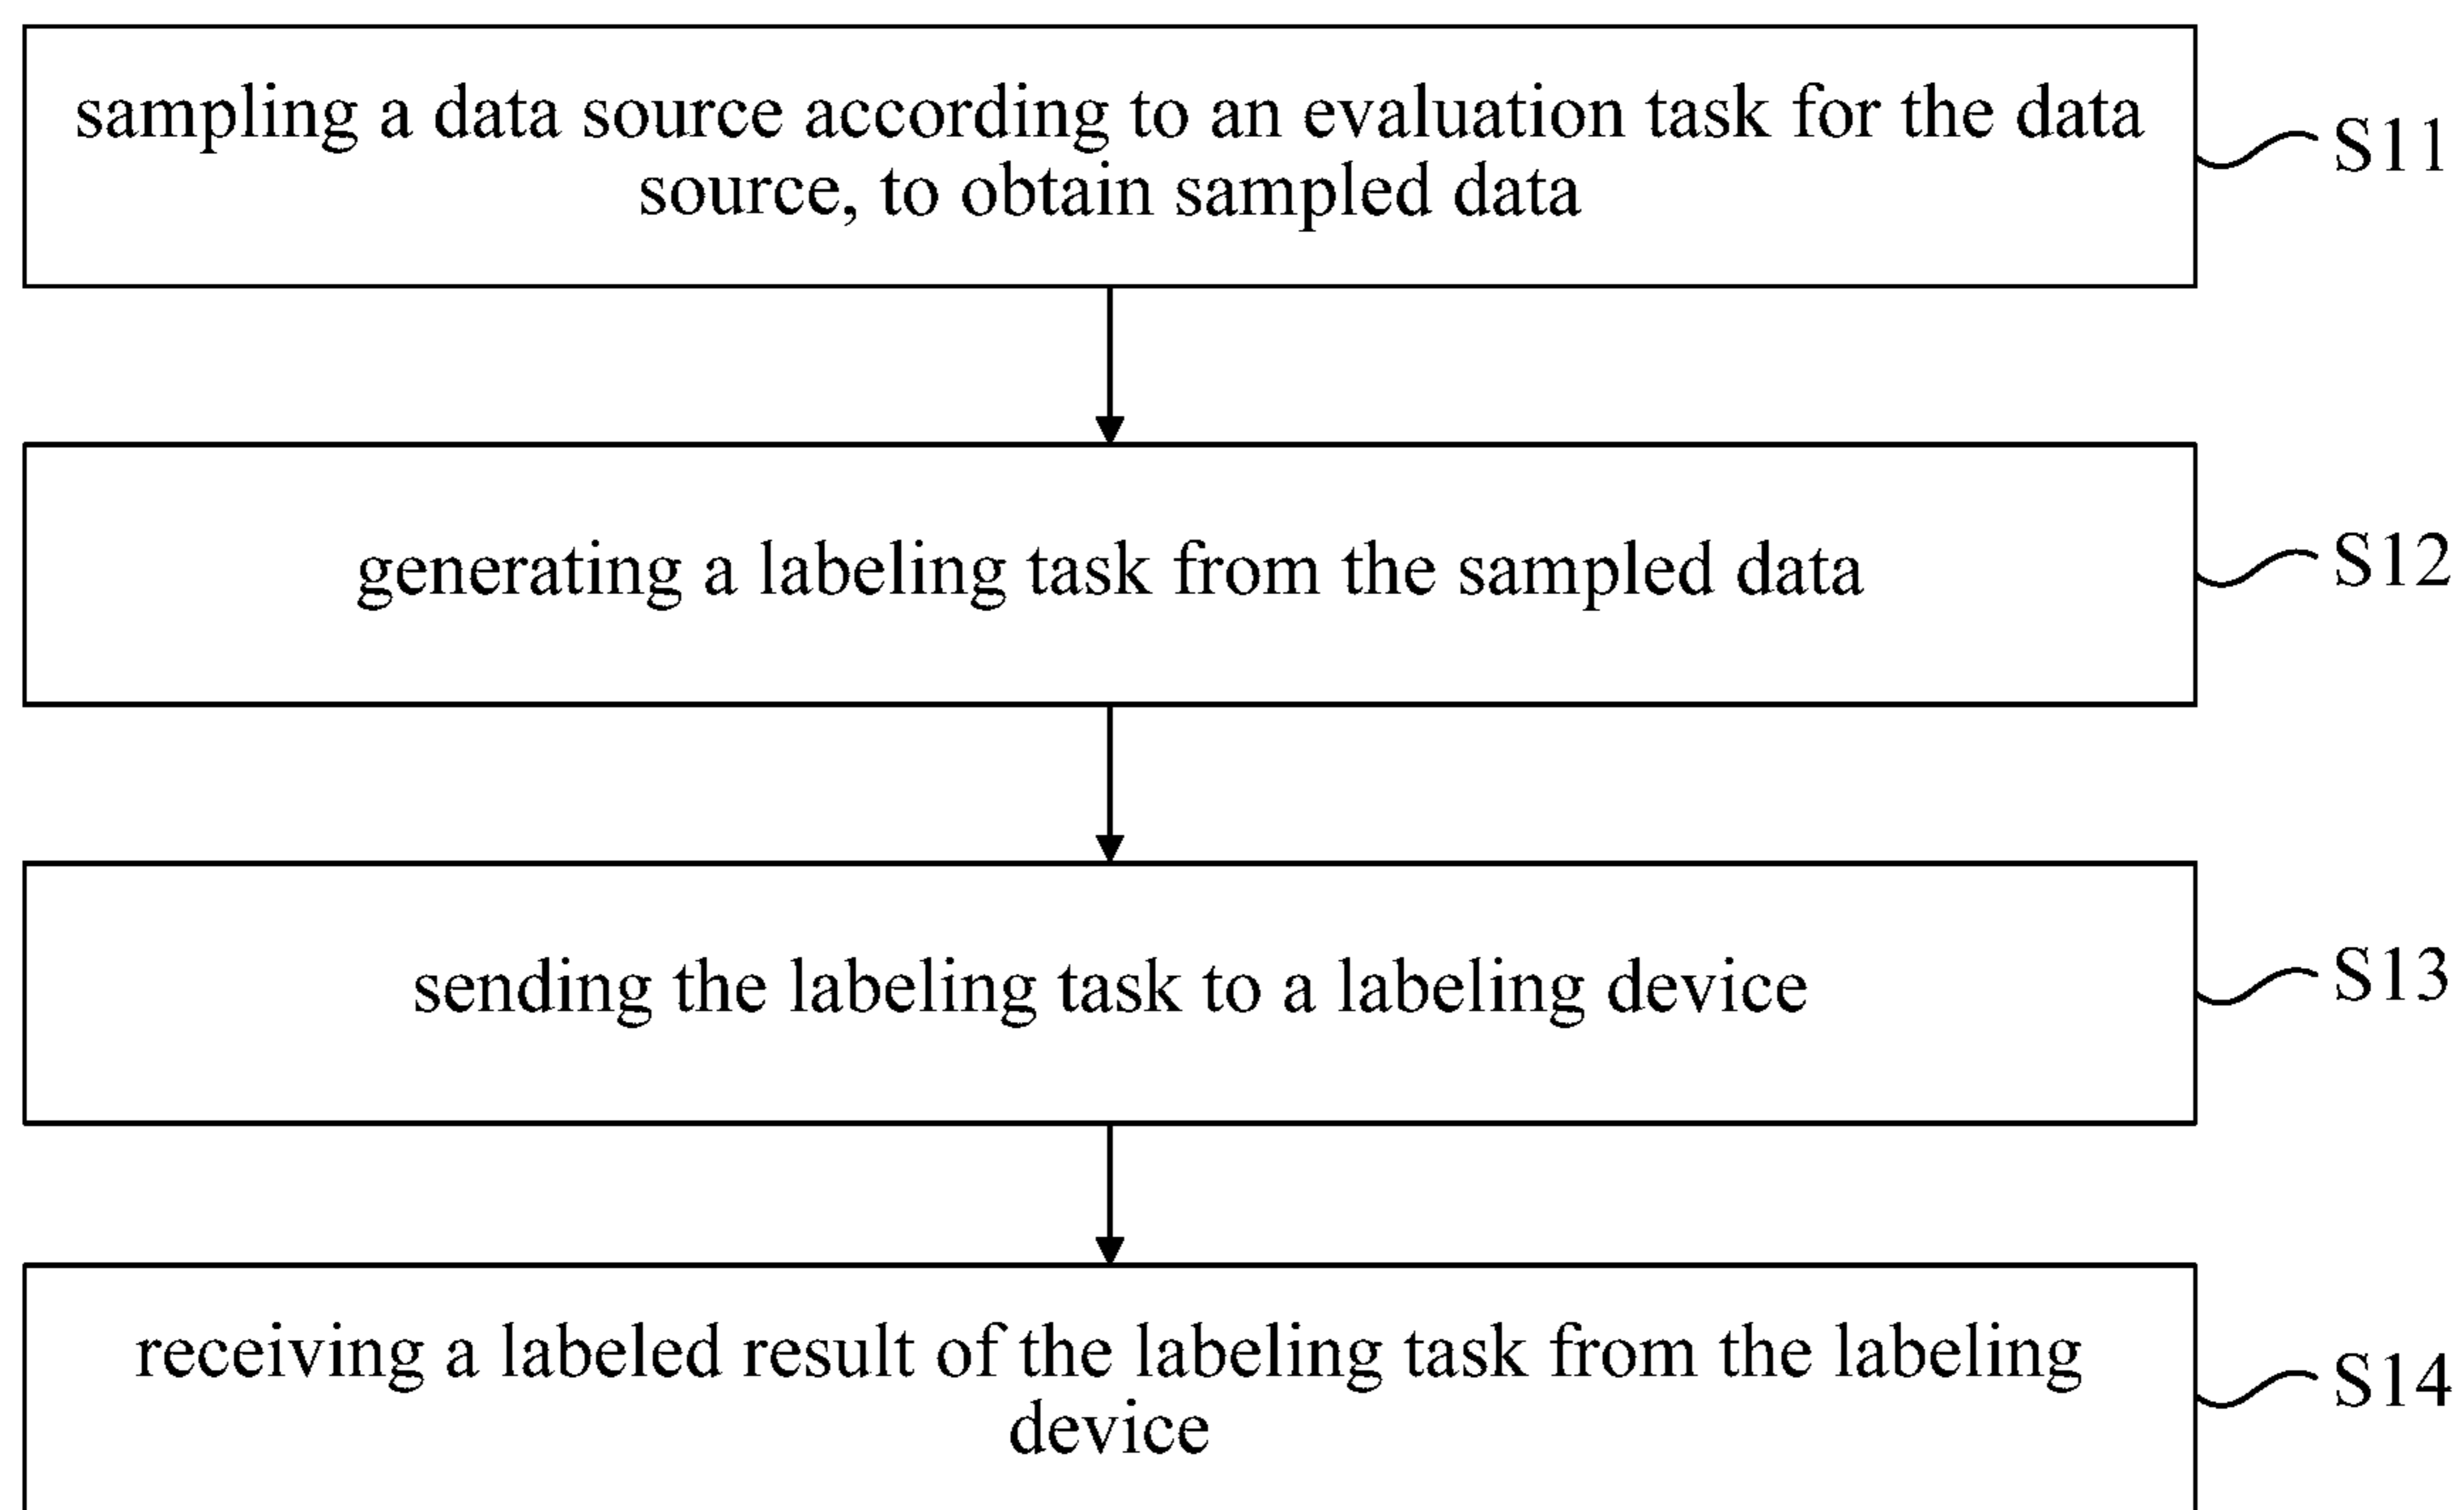 sampling a data source according to an evaluation task for the data
source, to obtain sampled data
S11
generating a labeling task from the sampled data
S12
sending the labeling task to a labeling device
S13
receiving a labeled result of the labeling task from the labeling
device
S14